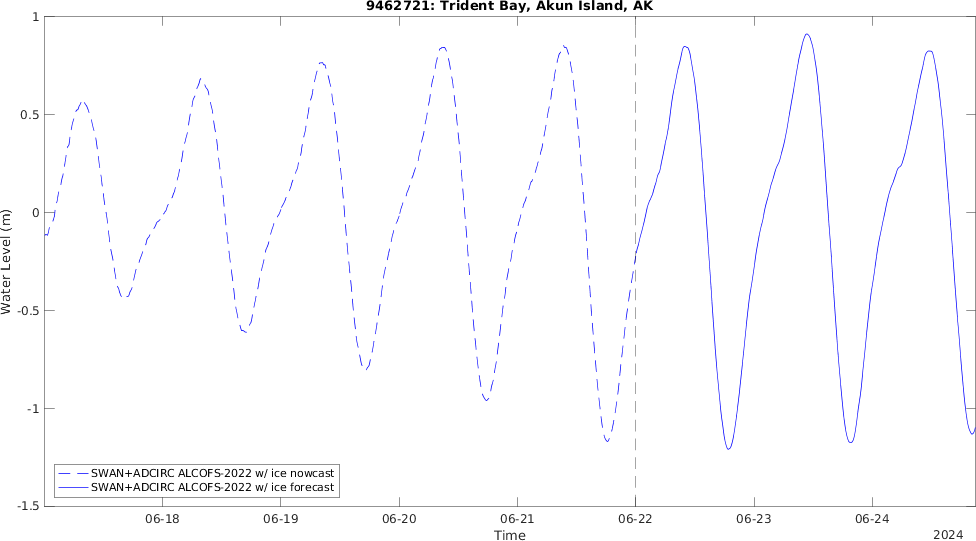 9462721: Trident Bay, Akun Island, AK
1
0.5
0
-0.5
-1
-1.5
Water Level (m)
SWAN+ADCIRC ALCOFS-2022 w/ ice nowcast
SWAN+ADCIRC ALCOFS-2022 w/ ice forecast
06-18 06-19 06-20 06-21 06-22 06-23 06-24
Time
2024